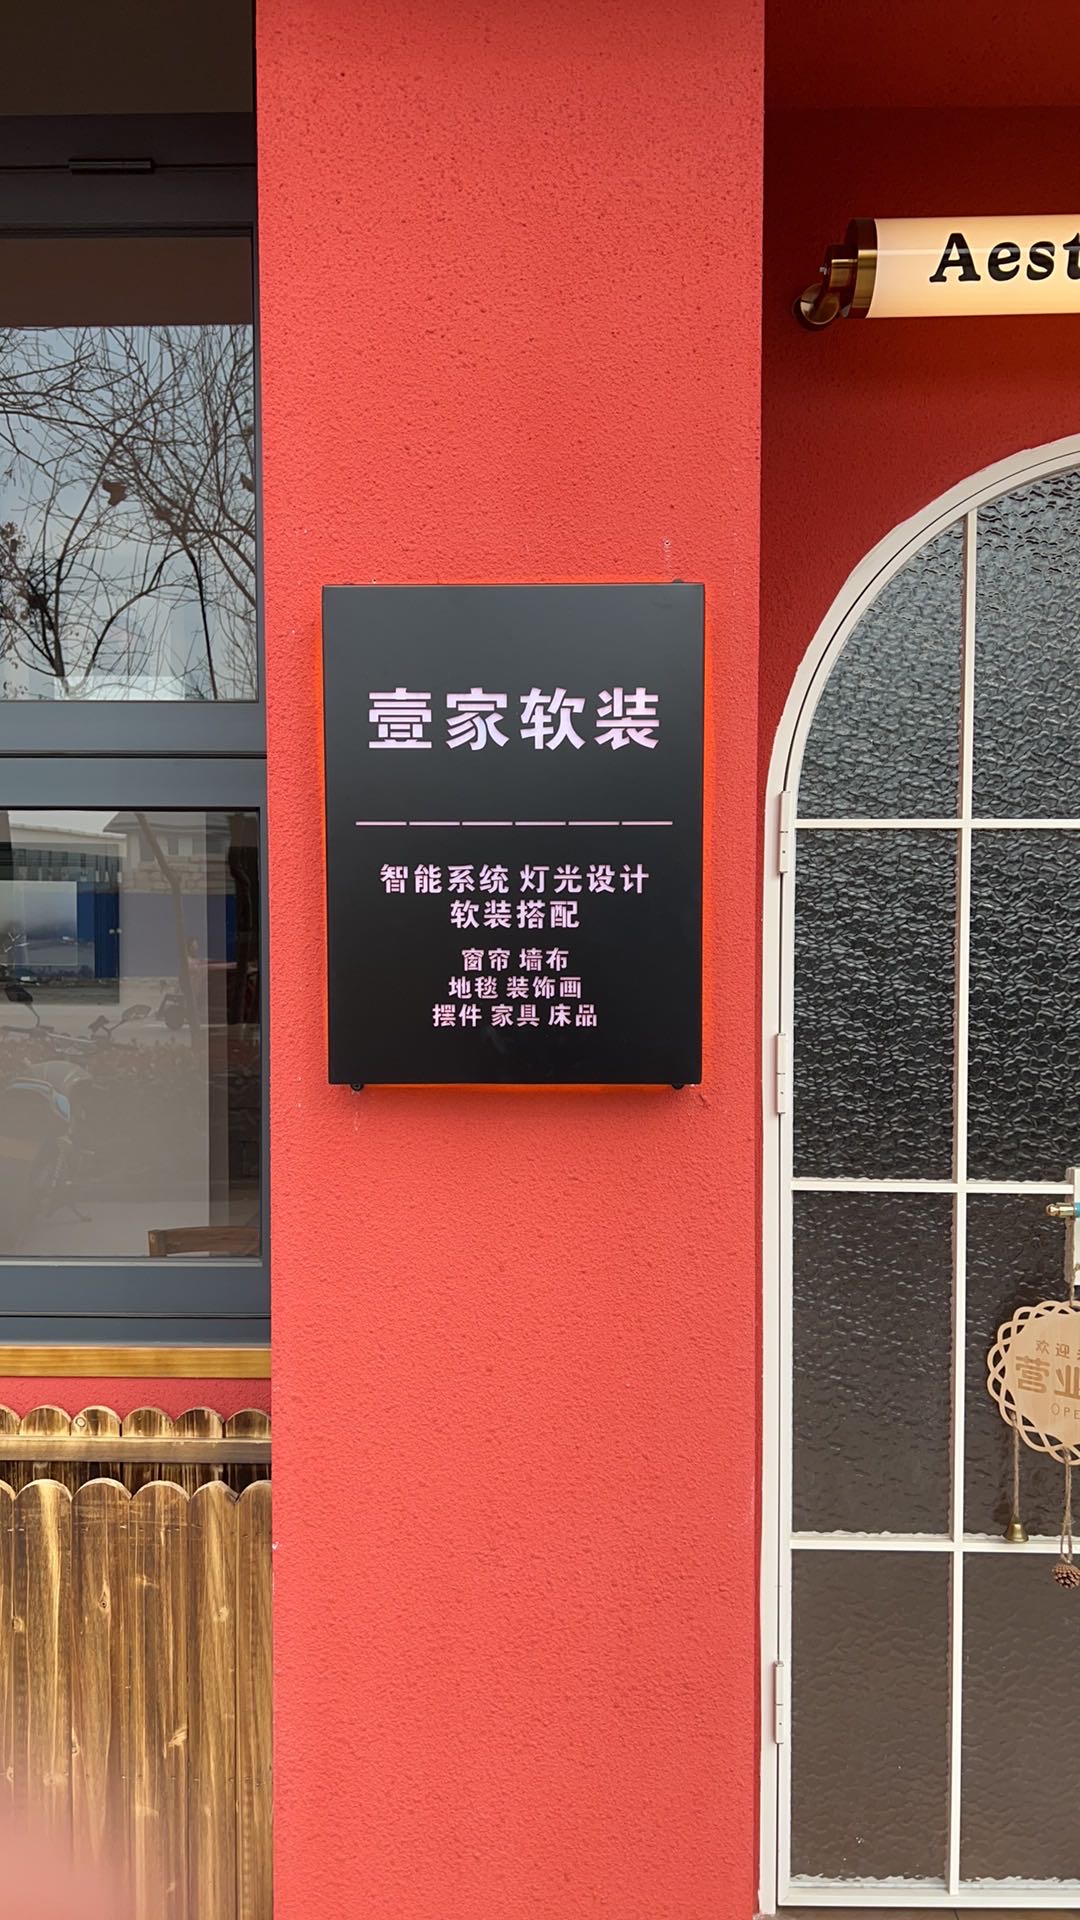 Aest
壹家软装
智能系统 灯光设计
软装搭配
窗帘 墙布
地毯 装饰画
摆件 家具 床品
欢迎
营业
OPE